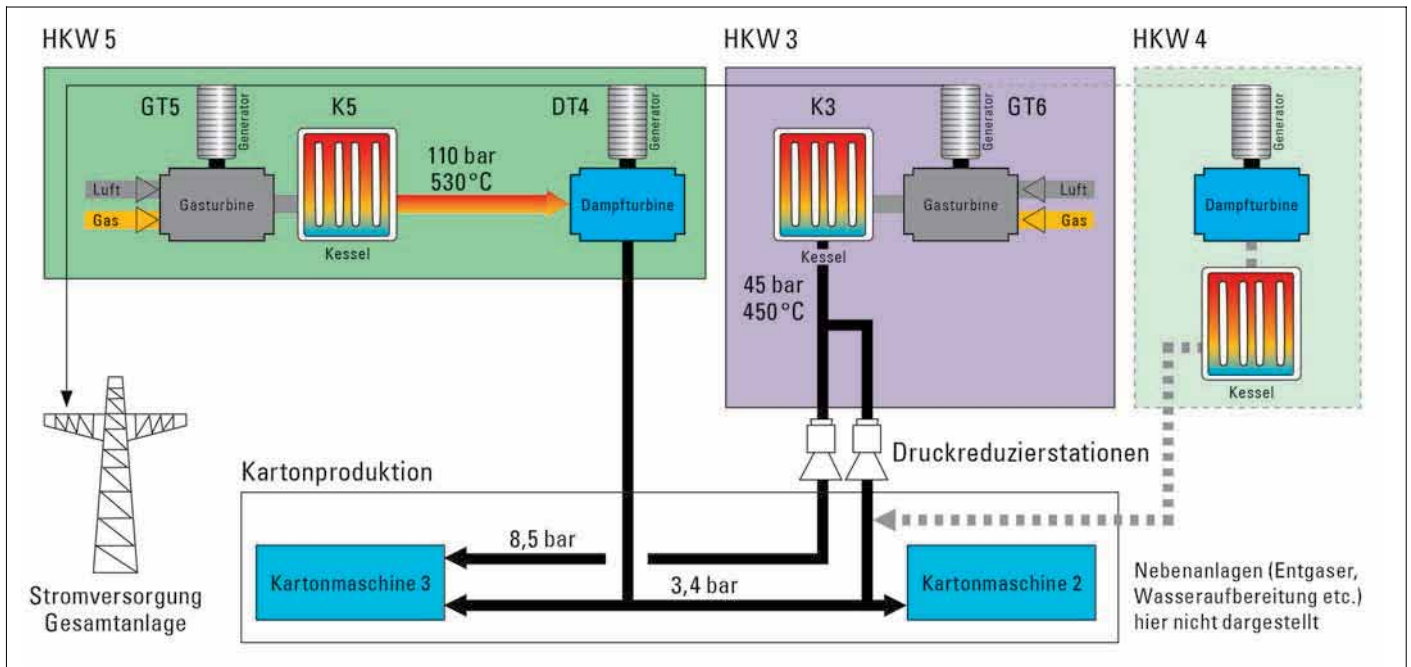 HKW 5
HKW 3
HKW 4
GT5
Generator
K5
DT4
Generator
K3
Generator
GT6
Generator
110 bar
530°C
Luft
Gas
Gasturbine
Kessel
Dampfturbine
Kessel
Gasturbine
Luft
Gas
Dampfturbine
45 bar
450°C
Kessel
Druckreduzierstationen
Kartonproduktion
8,5 bar
3,4 bar
Kartonmaschine 3
Kartonmaschine 2
Stromversorgung
Gesamtanlage
Nebenanlagen (Entgaser,
Wasseraufbereitung etc.)
hier nicht dargestellt